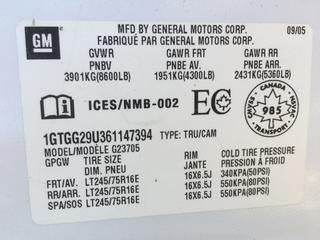 GM
MFD BY GENERAL MOTORS CORP. 09/05
FABRIQUÉ PAR GENERAL MOTORS CORP.
GVWR GAWR FRT GAWR RR
PNBV PNBE AV. PNBE ARR.
3901KG(8600LB) 1951KG(4300LB) 2431KG(5360LB)
ICES/NMB-002 EC CANADA 985 TRANSPORT CMVSS NSVAC
1GTGG29U361147394 TYPE: TRU/CAM
MODEL/MODÈLE G23705
GPGW TIRE SIZE RIM COLD TIRE PRESSURE
DIM. PNEU JANTE PRESSION À FROID
FRT/AV. LT245/75R16E 16X6.5J 340KPA(50PSI)
RR/ARR. LT245/75R16E 16X6.5J 550KPA(80PSI)
SPA/SOS LT245/75R16E 16X6.5J 550KPA(80PSI)